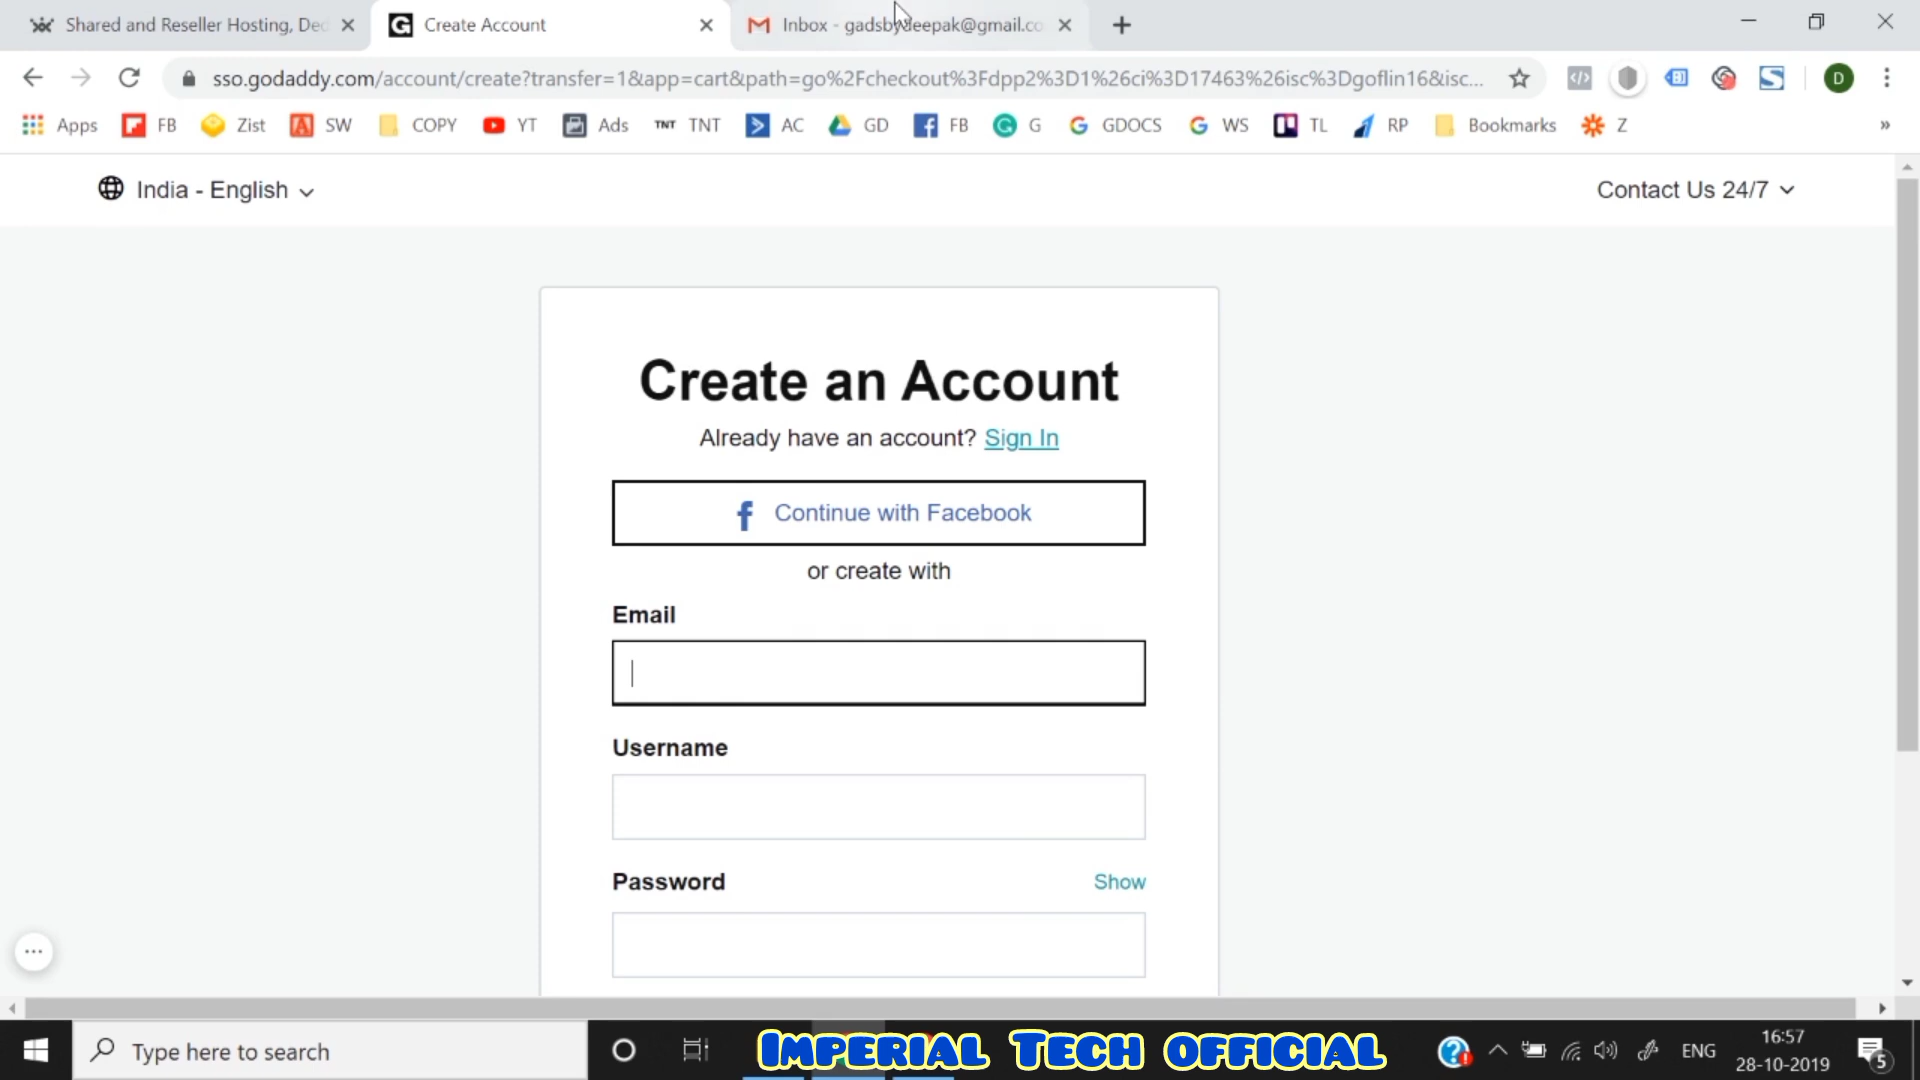 Shared and Reseller Hosting, Dec
Create Account
Inbox - gadsbydeepak@gmail.co
sso.godaddy.com/account/create?transfer=1&app=cart&path=go%2Fcheckout%3Fdpp2%3D1%26ci%3D17463%26isc%3Dgoflin16&isc...
D
Apps FB Zist SW COPY YT Ads TNT TNT AC GD FB G GDOCS WS TL RP Bookmarks Z »
India - English
Contact Us 24/7
Create an Account
Already have an account? Sign In
Continue with Facebook
or create with
Email
Username
Password
Show
Type here to search
IMPERIAL TECH OFFICIAL
ENG
16:57
28-10-2019
5